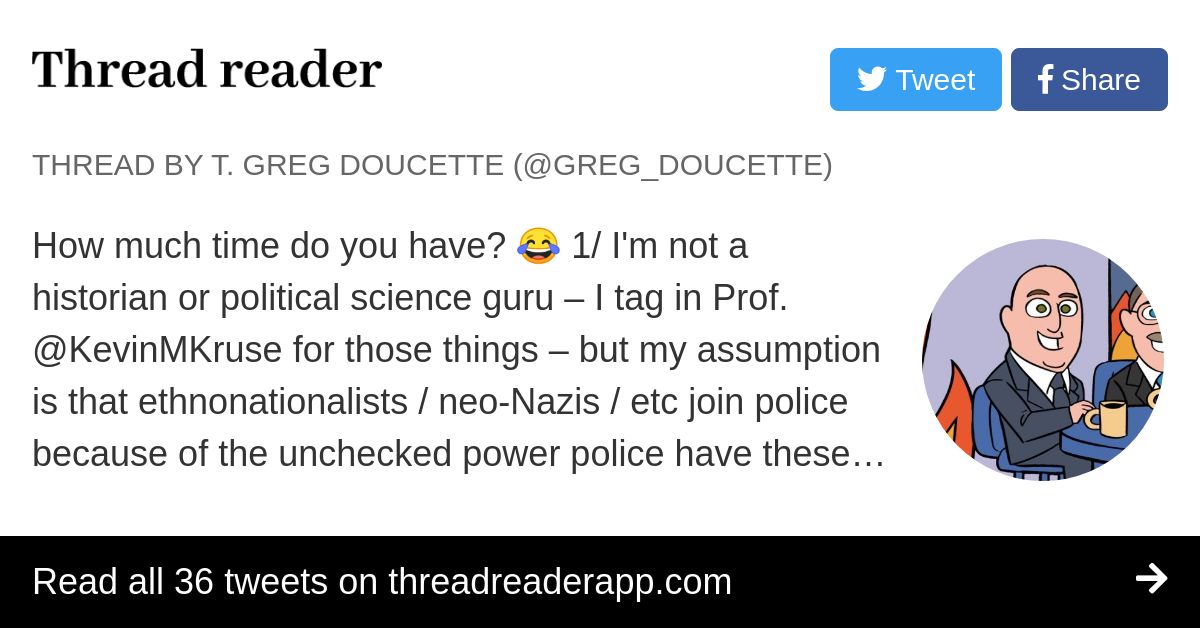 Thread reader
Tweet
Share
THREAD BY T. GREG DOUCETTE (@GREG_DOUCETTE)
How much time do you have? 😂 1/ I'm not a
historian or political science guru – I tag in Prof.
@KevinMKruse for those things – but my assumption
is that ethnonationalists / neo-Nazis / etc join police
because of the unchecked power police have these…
Read all 36 tweets on threadreaderapp.com